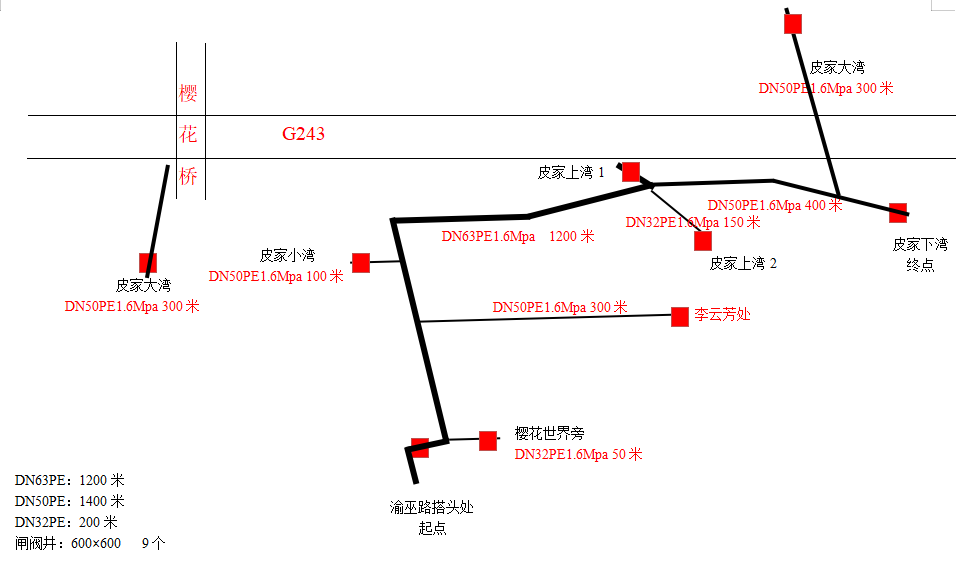 皮家大湾
DN50PE1.6Mpa 300 米
樱
花
桥
G243
皮家上湾 1
DN50PE1.6Mpa 400 米
DN32PE1.6Mpa 150 米
DN63PE1.6Mpa 1200 米
皮家下湾
终点
皮家上湾 2
皮家小湾
DN50PE1.6Mpa 100 米
皮家大湾
DN50PE1.6Mpa 300 米
DN50PE1.6Mpa 300 米
李云芳处
樱花世界旁
DN32PE1.6Mpa 50 米
渝巫路搭头处
起点
DN63PE：1200 米
DN50PE：1400 米
DN32PE：200 米
闸阀井：600×600 9 个